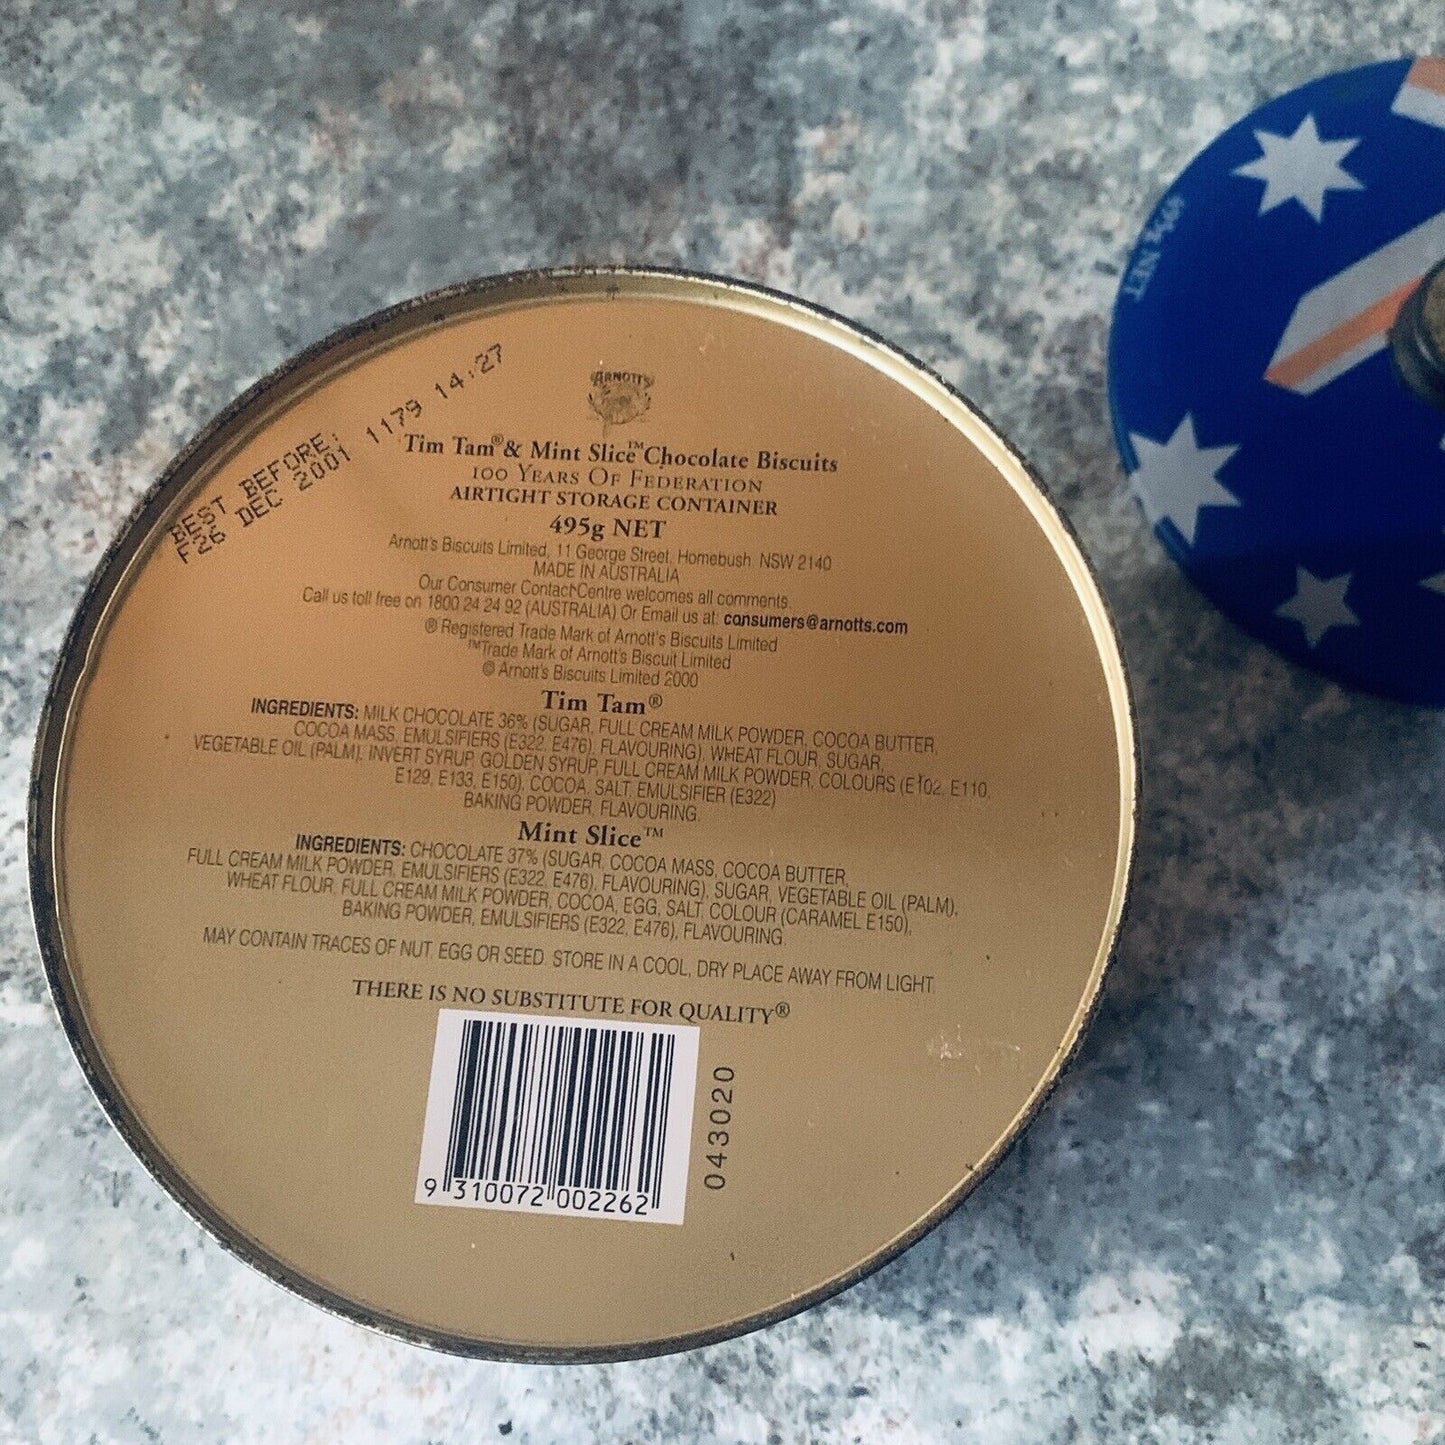 BEST BEFORE:
F26 DEC 2001 1179 14:27
ARNOTT'S
Tim Tam® & Mint Slice™ Chocolate Biscuits
100 YEARS OF FEDERATION
AIRTIGHT STORAGE CONTAINER
495g NET
Arnott's Biscuits Limited, 11 George Street, Homebush NSW 2140
MADE IN AUSTRALIA
Our Consumer Contact Centre welcomes all comments.
Call us toll free on 1800 24 24 92 (AUSTRALIA) Or Email us at: consumers@arnotts.com
® Registered Trade Mark of Arnott's Biscuits Limited
™Trade Mark of Arnott's Biscuit Limited
© Arnott's Biscuits Limited 2000
Tim Tam®
INGREDIENTS: MILK CHOCOLATE 36% (SUGAR, FULL CREAM MILK POWDER, COCOA BUTTER,
COCOA MASS, EMULSIFIERS (E322, E476), FLAVOURING), WHEAT FLOUR, SUGAR,
VEGETABLE OIL (PALM), INVERT SYRUP, GOLDEN SYRUP, FULL CREAM MILK POWDER, COLOURS (E102, E110,
E129, E133, E150), COCOA, SALT, EMULSIFIER (E322)
BAKING POWDER, FLAVOURING.
Mint Slice™
INGREDIENTS: CHOCOLATE 37% (SUGAR, COCOA MASS, COCOA BUTTER,
FULL CREAM MILK POWDER, EMULSIFIERS (E322, E476), FLAVOURING), SUGAR, VEGETABLE OIL (PALM),
WHEAT FLOUR, FULL CREAM MILK POWDER, COCOA, EGG, SALT, COLOUR (CARAMEL E150),
BAKING POWDER, EMULSIFIERS (E322, E476), FLAVOURING.
MAY CONTAIN TRACES OF NUT, EGG OR SEED. STORE IN A COOL, DRY PLACE AWAY FROM LIGHT.
THERE IS NO SUBSTITUTE FOR QUALITY®
9 310072 002262
043020
495g NET